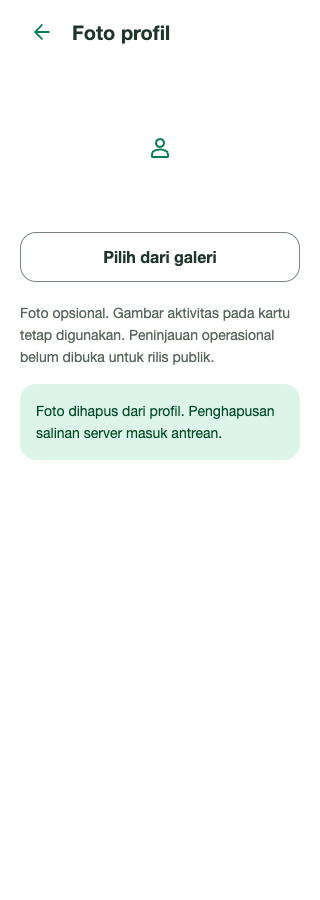 Foto profil
Pilih dari galeri
Foto opsional. Gambar aktivitas pada kartu
tetap digunakan. Peninjauan operasional
belum dibuka untuk rilis publik.
Foto dihapus dari profil. Penghapusan
salinan server masuk antrean.